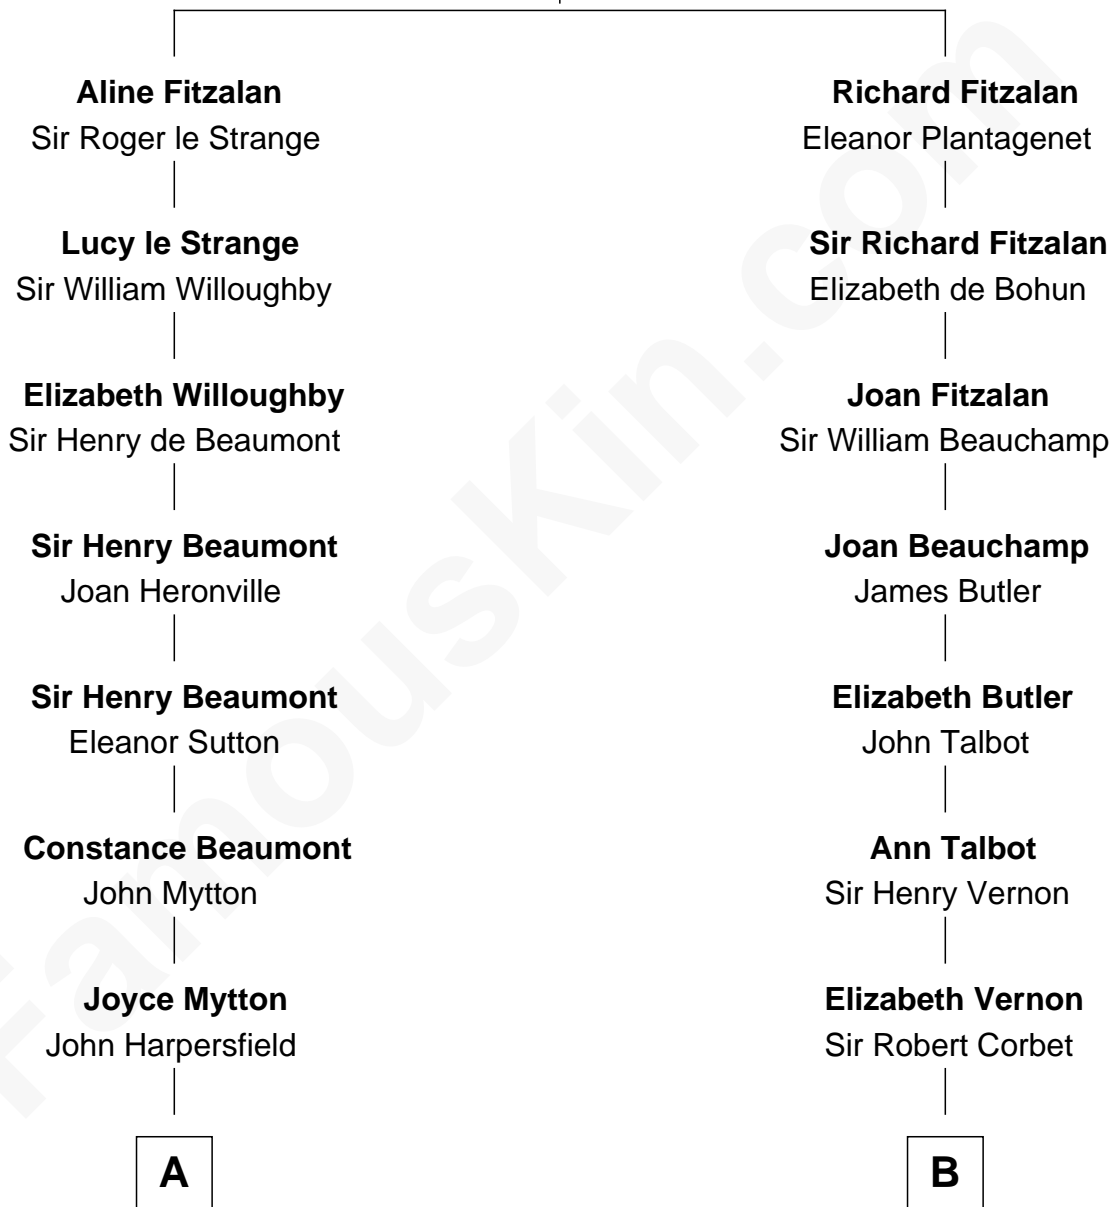 Aline Fitzalan
Sir Roger le Strange
Lucy le Strange
Sir William Willoughby
Elizabeth Willoughby
Sir Henry de Beaumont
Sir Henry Beaumont
Joan Heronville
Sir Henry Beaumont
Eleanor Sutton
Constance Beaumont
John Mytton
Joyce Mytton
John Harpersfield
A
Richard Fitzalan
Eleanor Plantagenet
Sir Richard Fitzalan
Elizabeth de Bohun
Joan Fitzalan
Sir William Beauchamp
Joan Beauchamp
James Butler
Elizabeth Butler
John Talbot
Ann Talbot
Sir Henry Vernon
Elizabeth Vernon
Sir Robert Corbet
B
FamousKin.com